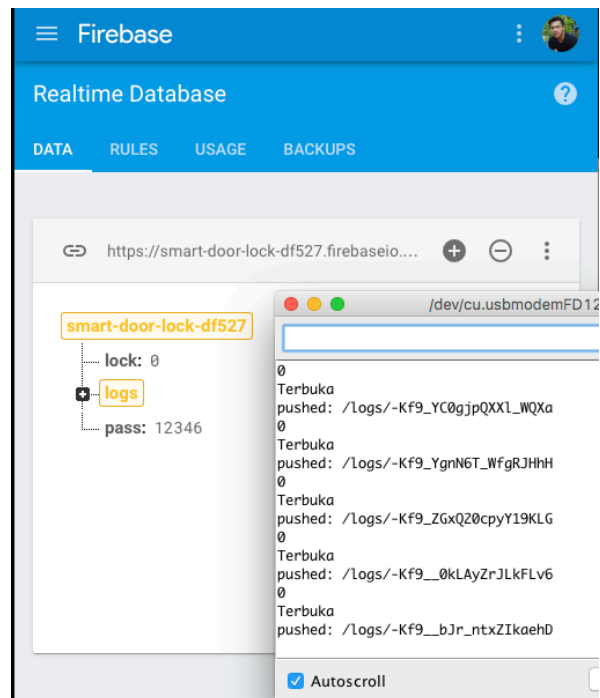 Firebase
Realtime Database
DATA RULES USAGE BACKUPS
https://smart-door-lock-df527.firebaseio....
smart-door-lock-df527
lock: 0
logs
pass: 12346
/dev/cu.usbmodemFD12
0
Terbuka
pushed: /logs/-Kf9_YC0gjpQXXl_WQXa
0
Terbuka
pushed: /logs/-Kf9_YgnN6T_WfgRJHhH
0
Terbuka
pushed: /logs/-Kf9_ZGxQ20cpyY19KLG
0
Terbuka
pushed: /logs/-Kf9__0kLAyZrJLkFLv6
0
Terbuka
pushed: /logs/-Kf9__bJr_ntxZIkaehD
Autoscroll